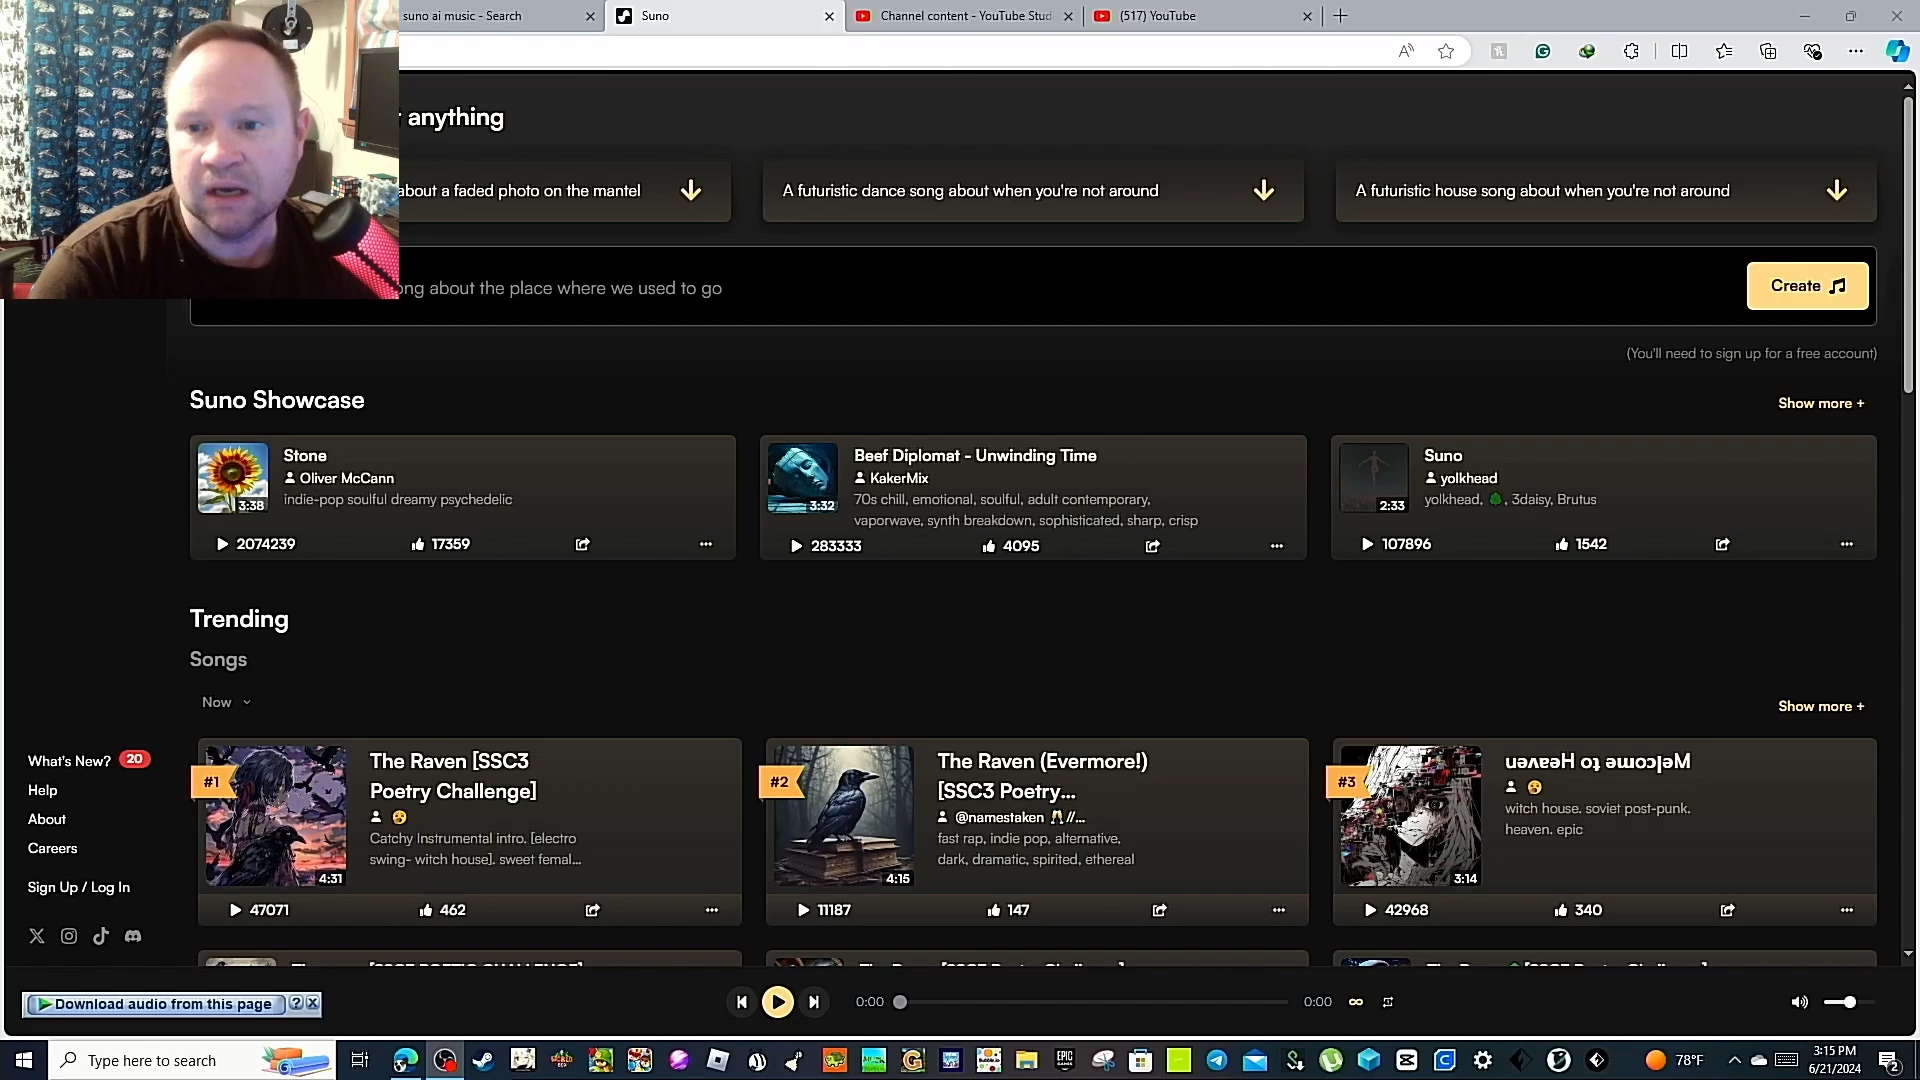 suno ai music - Search
Suno
Channel content - YouTube Studi
(517) YouTube
anything
about a faded photo on the mantel
A futuristic dance song about when you're not around
A futuristic house song about when you're not around
ong about the place where we used to go
Create
(You'll need to sign up for a free account)
Suno Showcase
Show more +
Stone
Oliver McCann
indie-pop soulful dreamy psychedelic
3:38
2074239
17359
Beef Diplomat - Unwinding Time
KakerMix
70s chill, emotional, soulful, adult contemporary,
vaporwave, synth breakdown, sophisticated, sharp, crisp
3:32
283333
4095
Suno
yolkhead
yolkhead, 🌲, 3daisy, Brutus
2:33
107896
1542
Trending
Songs
Now
Show more +
What's New? 20
Help
About
Careers
Sign Up / Log In
#1
The Raven [SSC3
Poetry Challenge]
Catchy Instrumental intro. [electro
swing- witch house]. sweet femal...
4:31
47071
462
#2
The Raven (Evermore!)
[SSC3 Poetry...
@namestaken 🥂//...
fast rap, indie pop, alternative,
dark, dramatic, spirited, ethereal
4:15
11187
147
#3
uǝʌɐǝH oʇ ǝɯoɔlǝM
witch house. soviet post-punk.
heaven. epic
3:14
42968
340
Download audio from this page
0:00
0:00
Type here to search
78°F
3:15 PM
6/21/2024
2